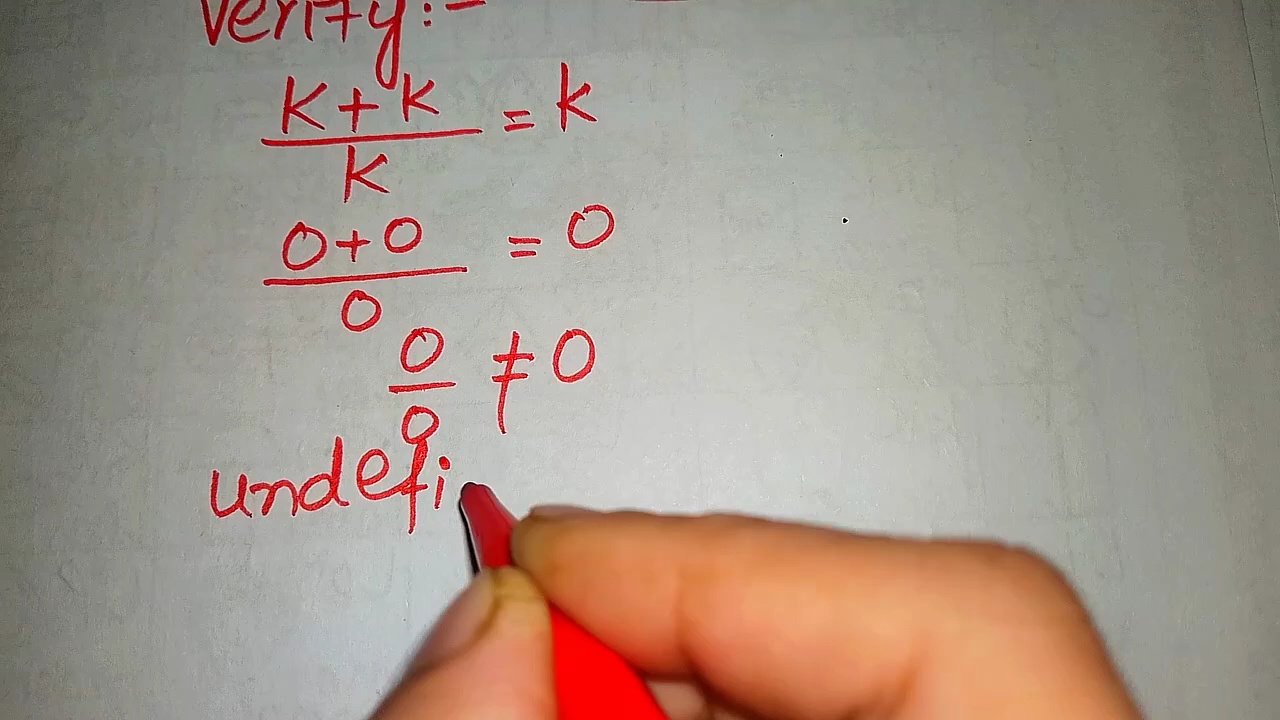 Verify:-
K+K/K = k
0+0/0 = 0
0/0 ≠ 0
undefi